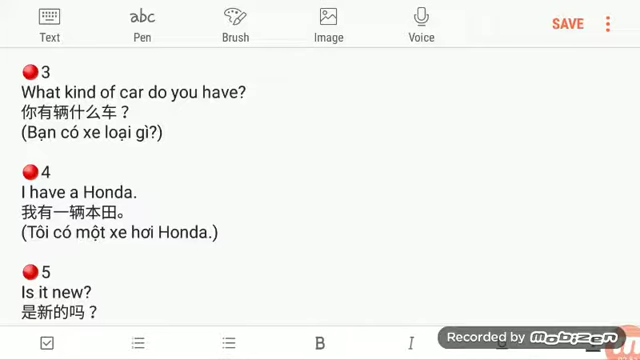 Text
Pen
Brush
Image
Voice
SAVE
3
What kind of car do you have?
你有辆什么车？
(Bạn có xe loại gì?)
4
I have a Honda.
我有一辆本田。
(Tôi có một xe hơi Honda.)
5
Is it new?
是新的吗？
B
I
Recorded by MOBIZEN